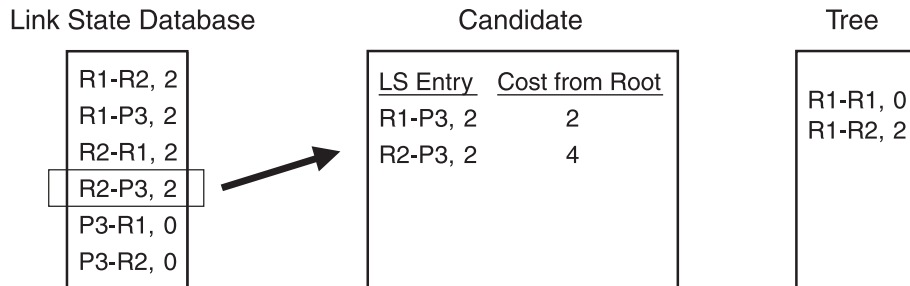 Link State Database
R1-R2, 2
R1-P3, 2
R2-R1, 2
R2-P3, 2
P3-R1, 0
P3-R2, 0
Candidate
LS Entry Cost from Root
R1-P3, 2 2
R2-P3, 2 4
Tree
R1-R1, 0
R1-R2, 2